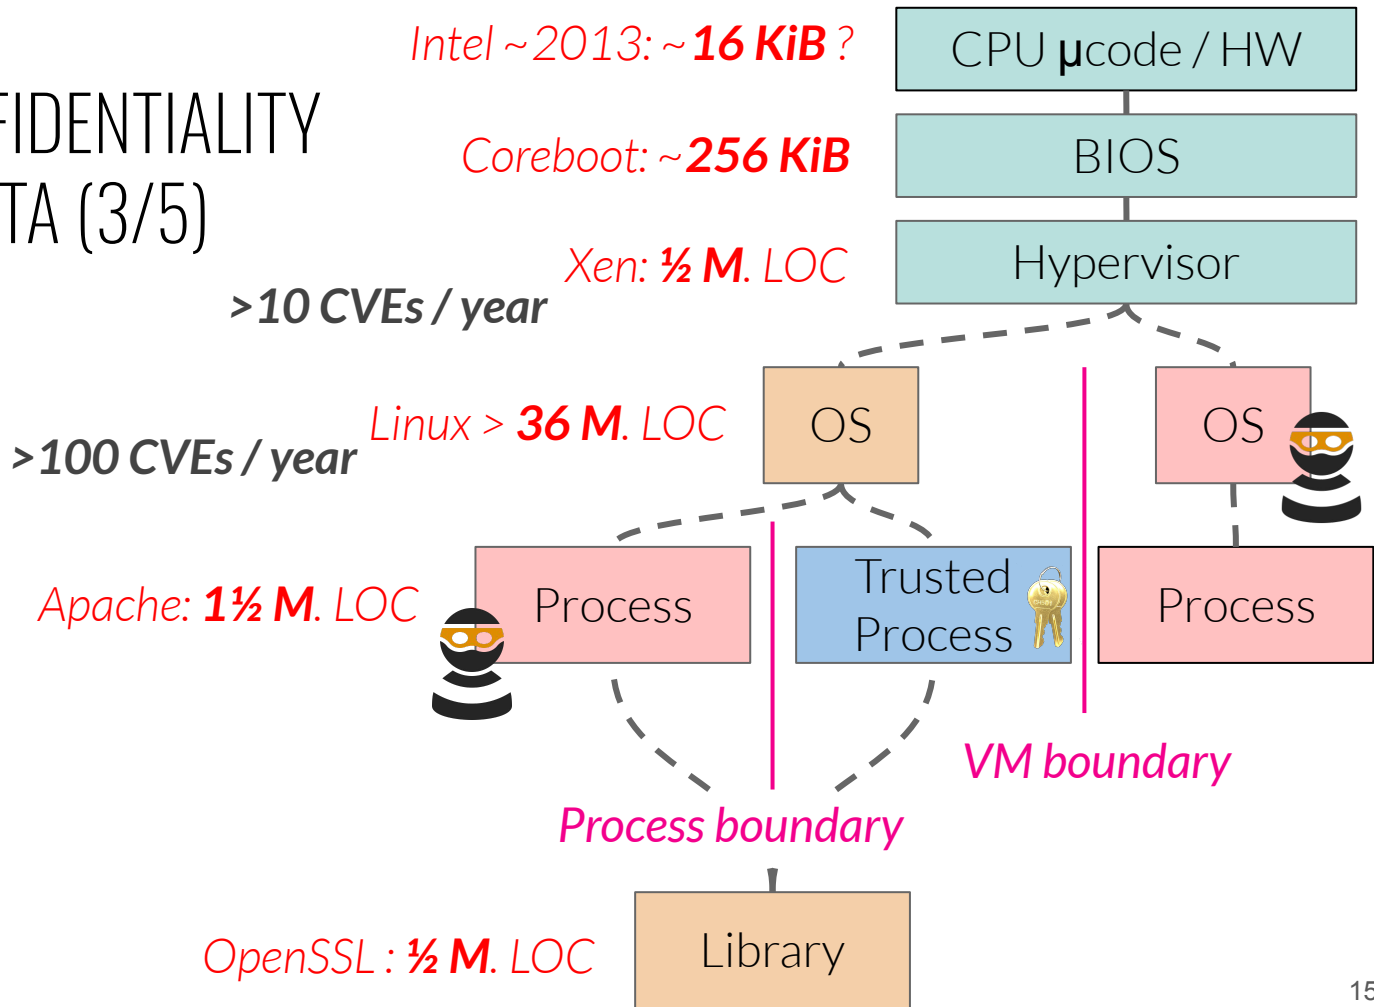 Intel ~2013: ~16 KiB ?
CPU µcode / HW
FIDENTIALITY
TA (3/5)
Coreboot: ~256 KiB
BIOS
Xen: ½ M. LOC
Hypervisor
>10 CVEs / year
Linux > 36 M. LOC
OS
OS
>100 CVEs / year
Apache: 1½ M. LOC
Process
Trusted
Process
Process
VM boundary
Process boundary
OpenSSL : ½ M. LOC
Library
15